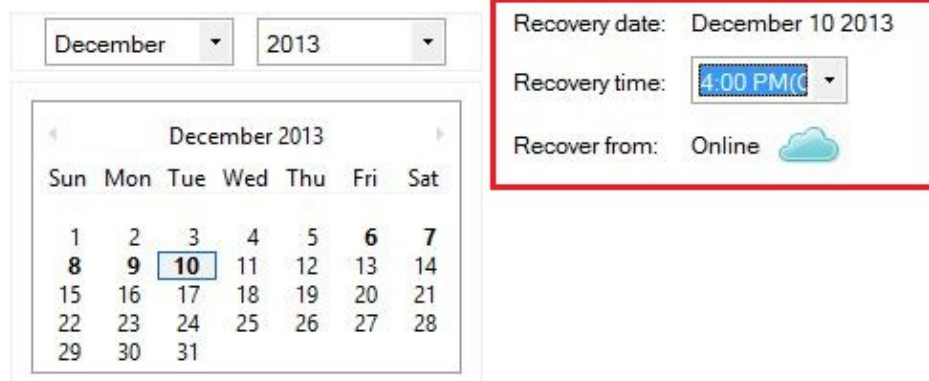 December 2013
December 2013
Sun Mon Tue Wed Thu Fri Sat
1 2 3 4 5 6 7
8 9 10 11 12 13 14
15 16 17 18 19 20 21
22 23 24 25 26 27 28
29 30 31
Recovery date: December 10 2013
Recovery time: 4:00 PM(
Recover from: Online